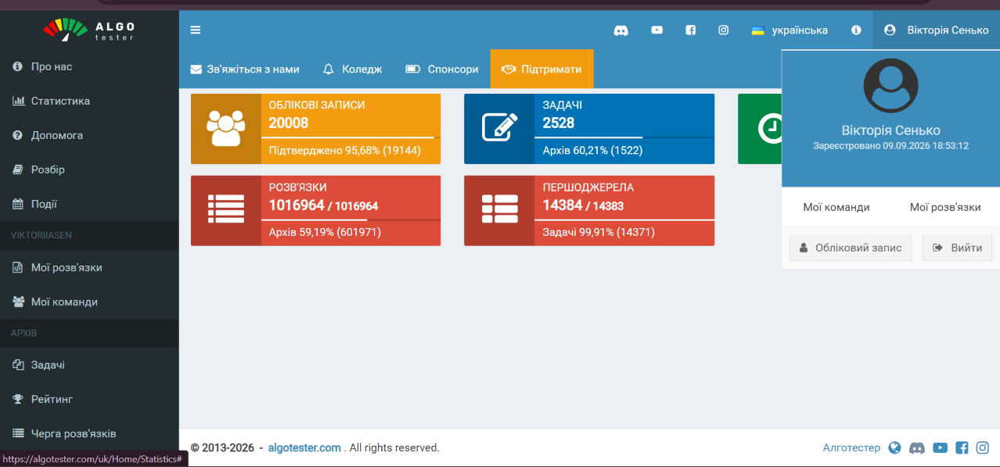 ALGO
tester
українська
Вікторія Сенько
Зв'яжіться з нами
Коледж
Спонсори
Підтримати
Про нас
Статистика
Допомога
Розбір
Події
VIKTORIIASEN
Мої розв'язки
Мої команди
АРХІВ
Задачі
Рейтинг
Черга розв'язків
ОБЛІКОВІ ЗАПИСИ
20008
Підтверджено 95,68% (19144)
ЗАДАЧІ
2528
Архів 60,21% (1522)
РОЗВ'ЯЗКИ
1016964 / 1016964
Архів 59,19% (601971)
ПЕРШОДЖЕРЕЛА
14384 / 14383
Задачі 99,91% (14371)
Вікторія Сенько
Зареєстровано 09.09.2026 18:53:12
Мої команди
Мої розв'язки
Обліковий запис
Вийти
© 2013-2026 - algotester.com . All rights reserved.
Алготестер
https://algotester.com/uk/Home/Statistics#